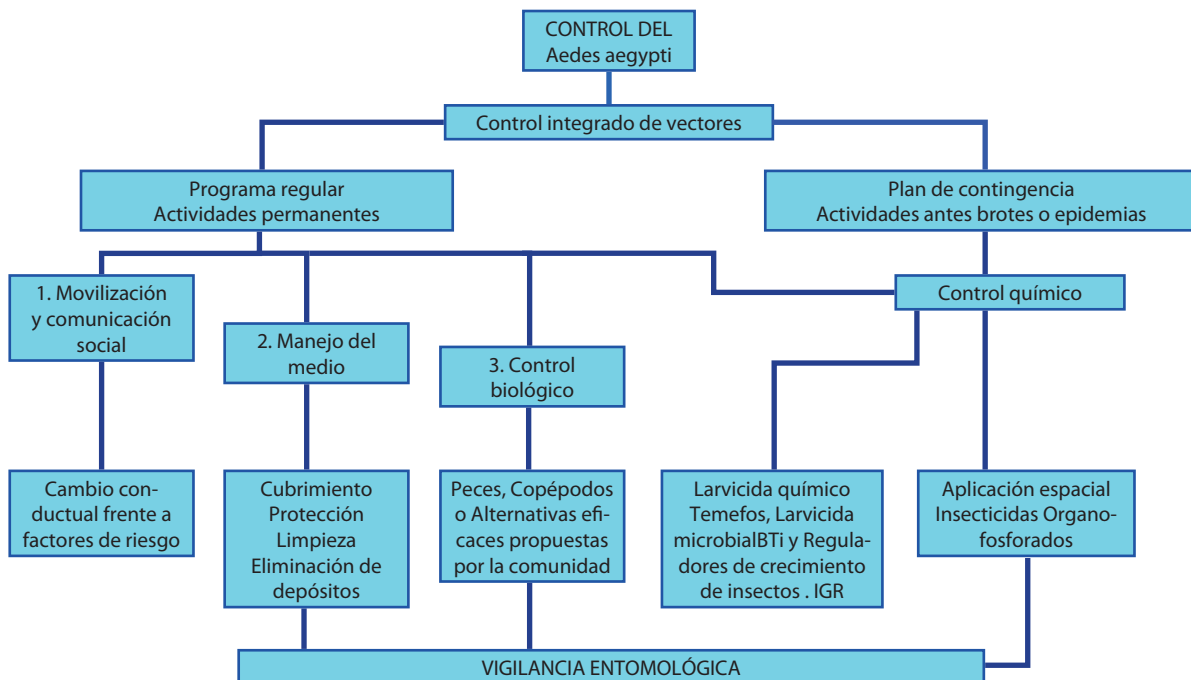 CONTROL DEL
Aedes aegypti
Control integrado de vectores
Programa regular
Actividades permanentes
Plan de contingencia
Actividades antes brotes o epidemias
1. Movilización
y comunicación
social
2. Manejo del
medio
3. Control
biológico
Control químico
Cambio con-
ductual frente a
factores de riesgo
Cubrimiento
Protección
Limpieza
Eliminación de
depósitos
Peces, Copépodos
o Alternativas efi-
caces propuestas
por la comunidad
Larvicida químico
Temefos, Larvicida
microbialBTi y Regula-
dores de crecimiento
de insectos . IGR
Aplicación espacial
Insecticidas Organo-
fosforados
VIGILANCIA ENTOMOLÓGICA